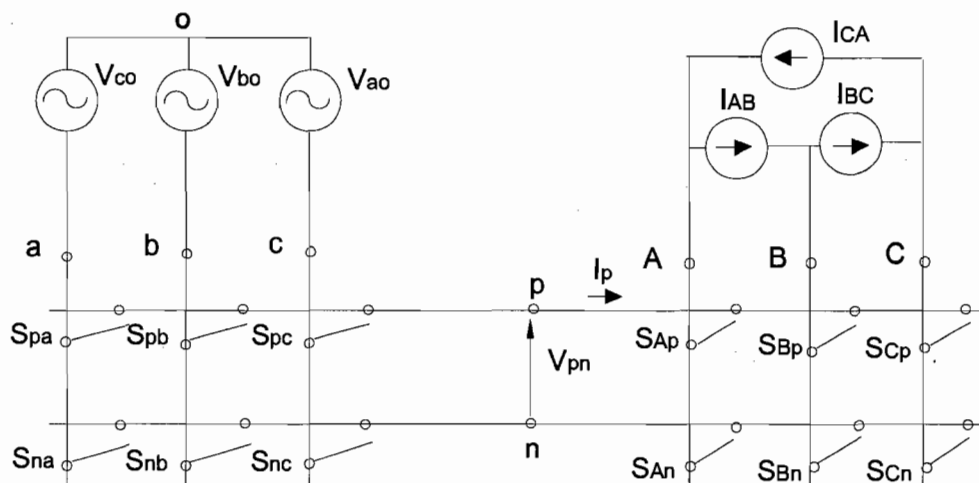 o
Vco Vbo Vao
ICA
IAB IBC
a b c
A B C
p Ip
Spa Spb Spc
SAp SBp SCp
Vpn
n
Sna Snb Snc
SAn SBn SCn